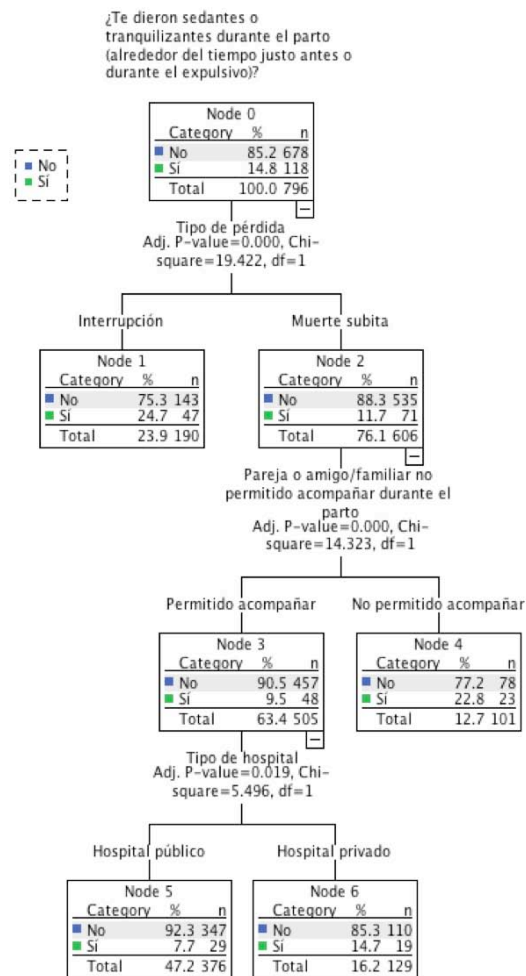 ¿Te dieron sedantes o
tranquilizantes durante el parto
(alrededor del tiempo justo antes o
durante el expulsivo)?
No
Sí
Node 0
Category % n
No 85.2 678
Sí 14.8 118
Total 100.0 796
Tipo de pérdida
Adj. P-value=0.000, Chi-
square=19.422, df=1
Interrupción
Muerte subita
Node 1
Category % n
No 75.3 143
Sí 24.7 47
Total 23.9 190
Node 2
Category % n
No 88.3 535
Sí 11.7 71
Total 76.1 606
Pareja o amigo/familiar no
permitido acompañar durante el
parto
Adj. P-value=0.000, Chi-
square=14.323, df=1
Permitido acompañar
No permitido acompañar
Node 3
Category % n
No 90.5 457
Sí 9.5 48
Total 63.4 505
Node 4
Category % n
No 77.2 78
Sí 22.8 23
Total 12.7 101
Tipo de hospital
Adj. P-value=0.019, Chi-
square=5.496, df=1
Hospital público
Hospital privado
Node 5
Category % n
No 92.3 347
Sí 7.7 29
Total 47.2 376
Node 6
Category % n
No 85.3 110
Sí 14.7 19
Total 16.2 129